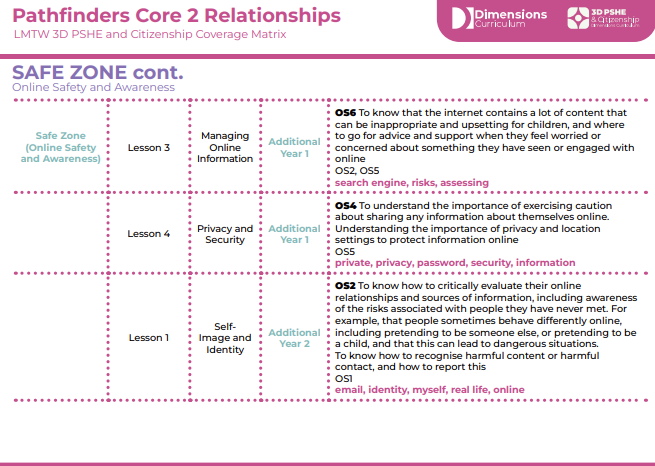 Pathfinders Core 2 Relationships
LMTW 3D PSHE and Citizenship Coverage Matrix
Dimensions
Curriculum
3D PSHE
& Citizenship
Dimensions Curriculum
SAFE ZONE cont.
Online Safety and Awareness
Safe Zone
(Online Safety
and Awareness)
Lesson 3
Managing
Online
Information
Additional
Year 1
OS6 To know that the internet contains a lot of content that
can be inappropriate and upsetting for children, and where
to go for advice and support when they feel worried or
concerned about something they have seen or engaged with
online
OS2, OS5
search engine, risks, assessing
Lesson 4
Privacy and
Security
Additional
Year 1
OS4 To understand the importance of exercising caution
about sharing any information about themselves online.
Understanding the importance of privacy and location
settings to protect information online
OS5
private, privacy, password, security, information
Lesson 1
Self-
Image and
Identity
Additional
Year 2
OS2 To know how to critically evaluate their online
relationships and sources of information, including awareness
of the risks associated with people they have never met. For
example, that people sometimes behave differently online,
including pretending to be someone else, or pretending to be
a child, and that this can lead to dangerous situations.
To know how to recognise harmful content or harmful
contact, and how to report this
OS1
email, identity, myself, real life, online